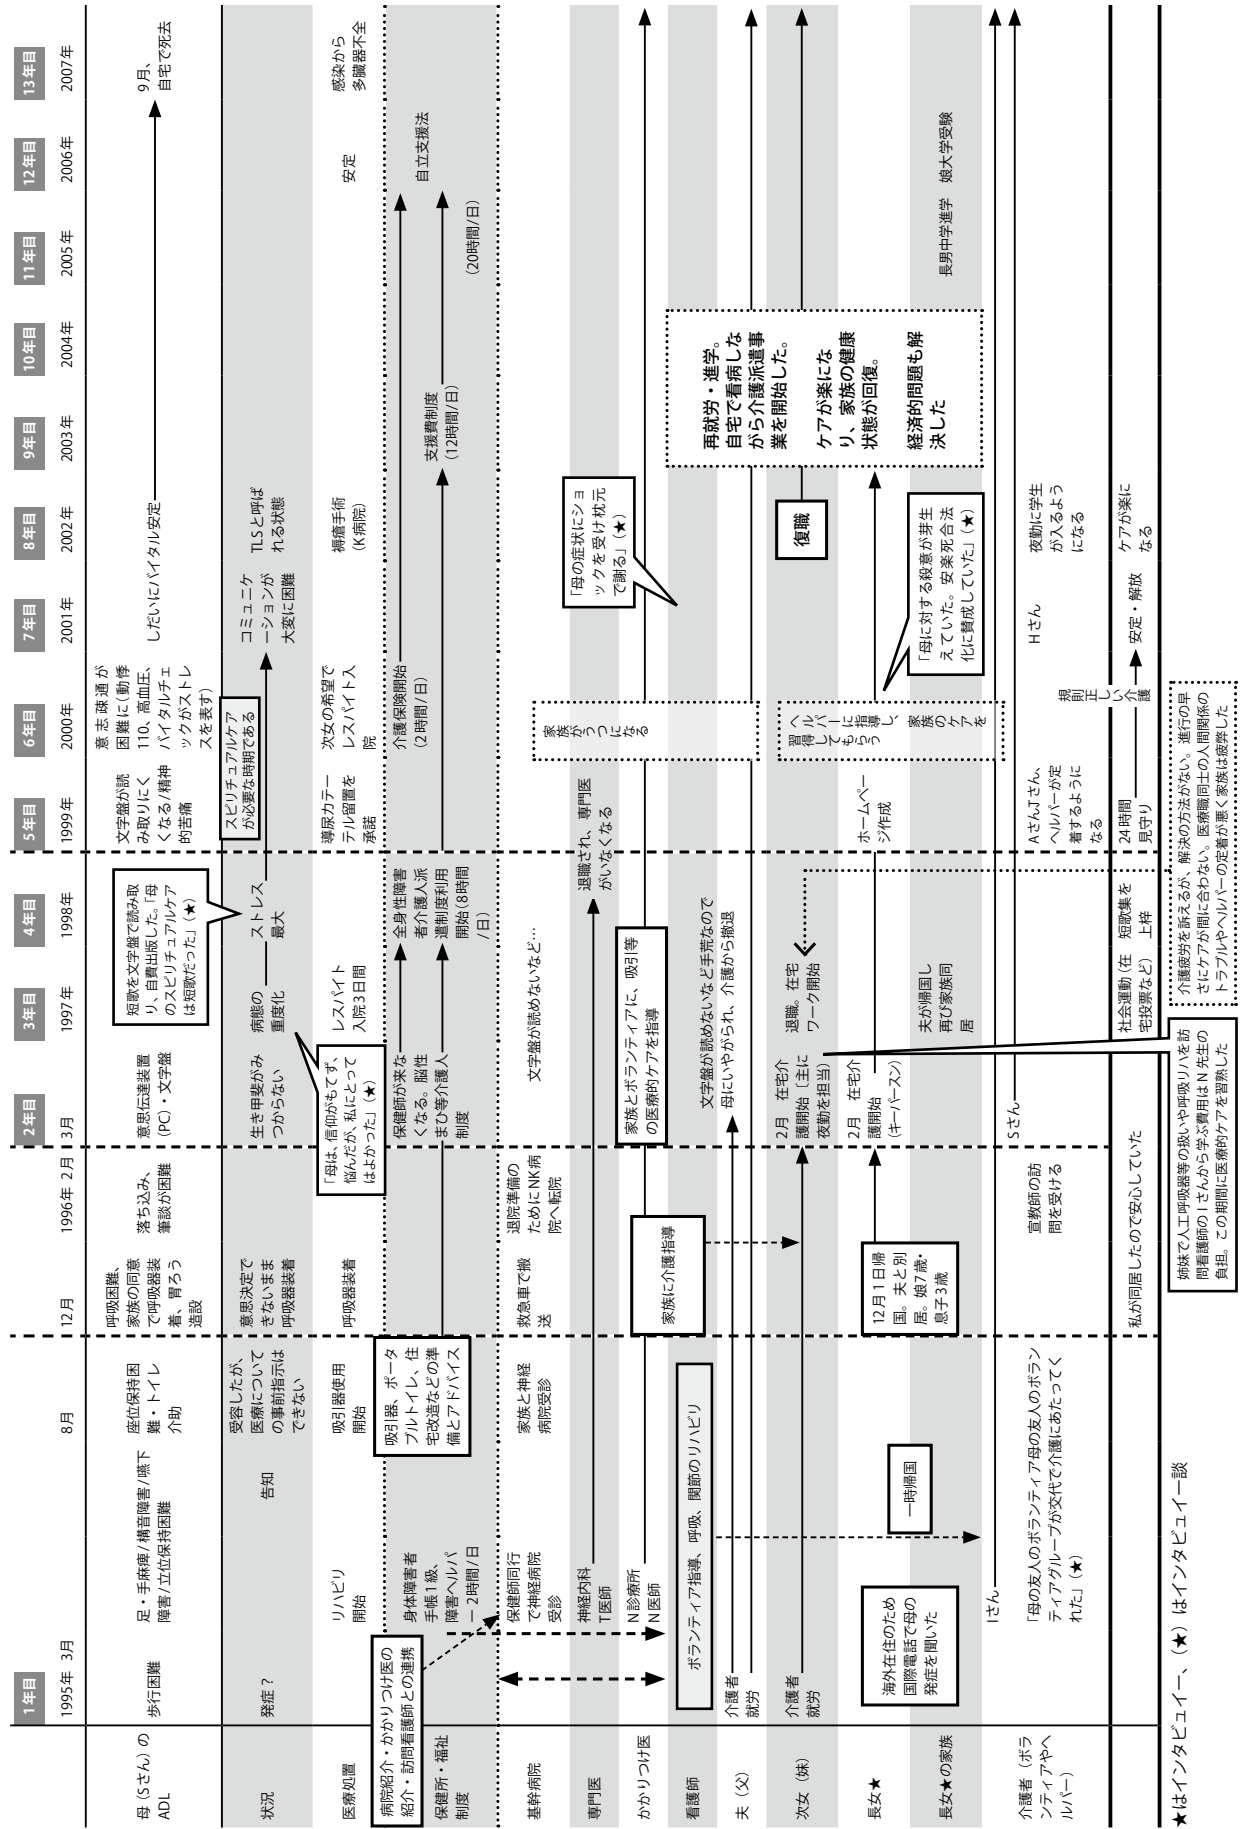 1年目
2年目
3年目
4年目
5年目
6年目
7年目
8年目
9年目
10年目
11年目
12年目
13年目
1995年 3月
8月
12月
1996年 2月
3月
1997年
1998年
1999年
2000年
2001年
2002年
2003年
2004年
2005年
2006年
2007年
母（Sさん）の
ADL
歩行困難
足・手麻痺/構音障害/嚥下
障害/立位保持困難
座位保持困
難・トイレ
介助
呼吸困難、
家族の同意
で呼吸器装
着、胃ろう
造設
落ち込み、
筆談が困難
意思伝達装置
（PC）・文字盤
短歌を文字盤で読み取
り、自費出版した。「母
のスピリチュアルケア
は短歌だった」（★）
文字盤が読
み取りにく
くなる/精神
的苦痛
意志疎通が
困難に（動悸
110、高血圧、
バイタルチェ
ックがストレ
スを表す）
しだいにバイタル安定
9月、
自宅で死去
状況
発症？
告知
受容したが、
医療について
の事前指示は
できない
意思決定で
きないまま
呼吸器装着
生き甲斐がみ
つからない
病態の
重度化
ストレス
最大
スピリチュアルケア
が必要な時期である
コミュニケ
ーションが
大変に困難
TLSと呼ば
れる状態
医療処置
リハビリ
開始
吸引器使用
開始
呼吸器装着
「母は、信仰がもてず、
悩んだが、私にとって
はよかった」（★）
レスパイト
入院3日間
導尿カテー
テル留置を
承諾
次女の希望で
レスパイト入
院
褥瘡手術
（K病院）
安定
感染から
多臓器不全
病院紹介・かかりつけ医の
紹介・訪問看護師との連携
保健所・福祉
制度
身体障害者
手帳1級、
障害ヘルパ
ー2時間/日
吸引器、ポータ
ブルトイレ、住
宅改造などの準
備とアドバイス
保健師が来な
くなる。脳性
まひ等介護人
制度
全身性障害
者介護人派
遣制度利用
開始（8時間
/日）
介護保険開始
（2時間/日）
支援費制度
（12時間/日）
（20時間/日）
自立支援法
基幹病院
保健師同行
で神経病院
受診
家族と神経
病院受診
救急車で搬
送
退院準備の
ためにNK病
院へ転院
文字盤が読めないなど…
家族がうつになる
専門医
神経内科
T医師
退職され、専門医
がいなくなる
「母の症状にショ
ックを受け枕元
で謝る」（★）
かかりつけ医
N診療所
N医師
家族に介護指導
家族とボランティアに、吸引等
の医療的ケアを指導
看護師
ボランティア指導、呼吸、関節のリハビリ
夫（父）
介護者
就労
文字盤が読めないなど手荒なので
母にいやがられ、介護から撤退
再就労・進学。
自宅で看病しな
がら介護派遣事
業を開始した。
ケアが楽にな
り、家族の健康
状態が回復。
経済的問題も解
決した
次女（妹）
介護者
就労
2月 在宅介
護開始［主に
夜勤を担当）
退職。在宅
ワーク開始
ヘルパーに指導し、家族のケアを
習得してもらう
復職
長女★
海外在住のため
国際電話で母の
発症を聞いた
一時帰国
12月1日帰
国。夫と別
居。娘7歳・
息子3歳
2月 在宅介
護開始
（キーパースン）
ホームペー
ジ作成
「母に対する殺意が芽生
えていた。安楽死合法
化に賛成していた」（★）
長女★の家族
夫が帰国し
再び家族同
居
長男中学進学
娘大学受験
介護者（ボラ
ンティアやヘ
ルパー）
Iさん
「母の友人のボランティア母の友人のボラン
ティアグループが交代で介護にあたってく
れた」（★）
宣教師の訪
問を受ける
Sさん
AさんJさん、
ヘルパーが定
着するように
なる
Hさん
夜勤に学生
が入るよう
になる
規則正しい介護
私が同居したので安心していた
社会運動（在
宅投票など）
短歌集を
上梓
24時間
見守り
安定・解放
ケアが楽に
なる
姉妹で人工呼吸器等の扱いや呼吸リハを訪
問看護師のIさんから学ぶ費用はN先生の
負担。この期間に医療的ケアを習熟した
介護疲労を訴えるが、解決の方法がない。進行の早
さにケアが間に合わない。医療職同士の人間関係の
トラブルやヘルパーの定着が悪く家族は疲弊した
★はインタビュイー、（★）はインタビュイー談